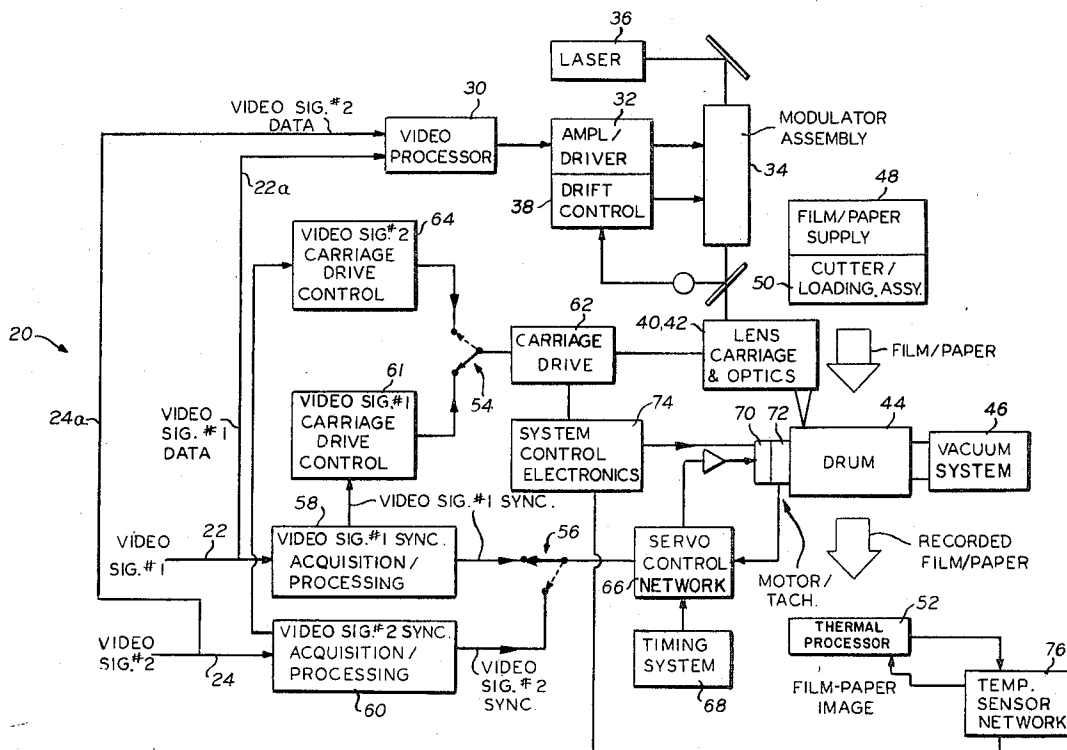 36
LASER
VIDEO SIG. #2
DATA
30
VIDEO
PROCESSOR
32
AMPL/
DRIVER
38
DRIFT
CONTROL
MODULATOR
ASSEMBLY
34
22a
48
FILM/PAPER
SUPPLY
50
CUTTER/
LOADING. ASSY.
64
VIDEO SIG.#2
CARRIAGE
DRIVE
CONTROL
20
62
CARRIAGE
DRIVE
40,42
LENS
CARRIAGE
& OPTICS
FILM/PAPER
54
24a
VIDEO
SIG. #1
DATA
61
VIDEO SIG.#1
CARRIAGE
DRIVE
CONTROL
74
SYSTEM
CONTROL
ELECTRONICS
70
72
44
DRUM
46
VACUUM
SYSTEM
VIDEO SIG. #1 SYNC.
58
VIDEO SIG.#1 SYNC.
ACQUISITION/
PROCESSING
VIDEO
SIG.#1
22
56
SERVO
CONTROL
NETWORK
66
MOTOR/
TACH.
RECORDED
FILM/PAPER
VIDEO
SIG.#2
24
VIDEO SIG.#2 SYNC.
ACQUISITION/
PROCESSING
60
VIDEO
SIG. #2
SYNC.
TIMING
SYSTEM
68
52
THERMAL
PROCESSOR
FILM-PAPER
IMAGE
76
TEMP.
SENSOR
NETWORK